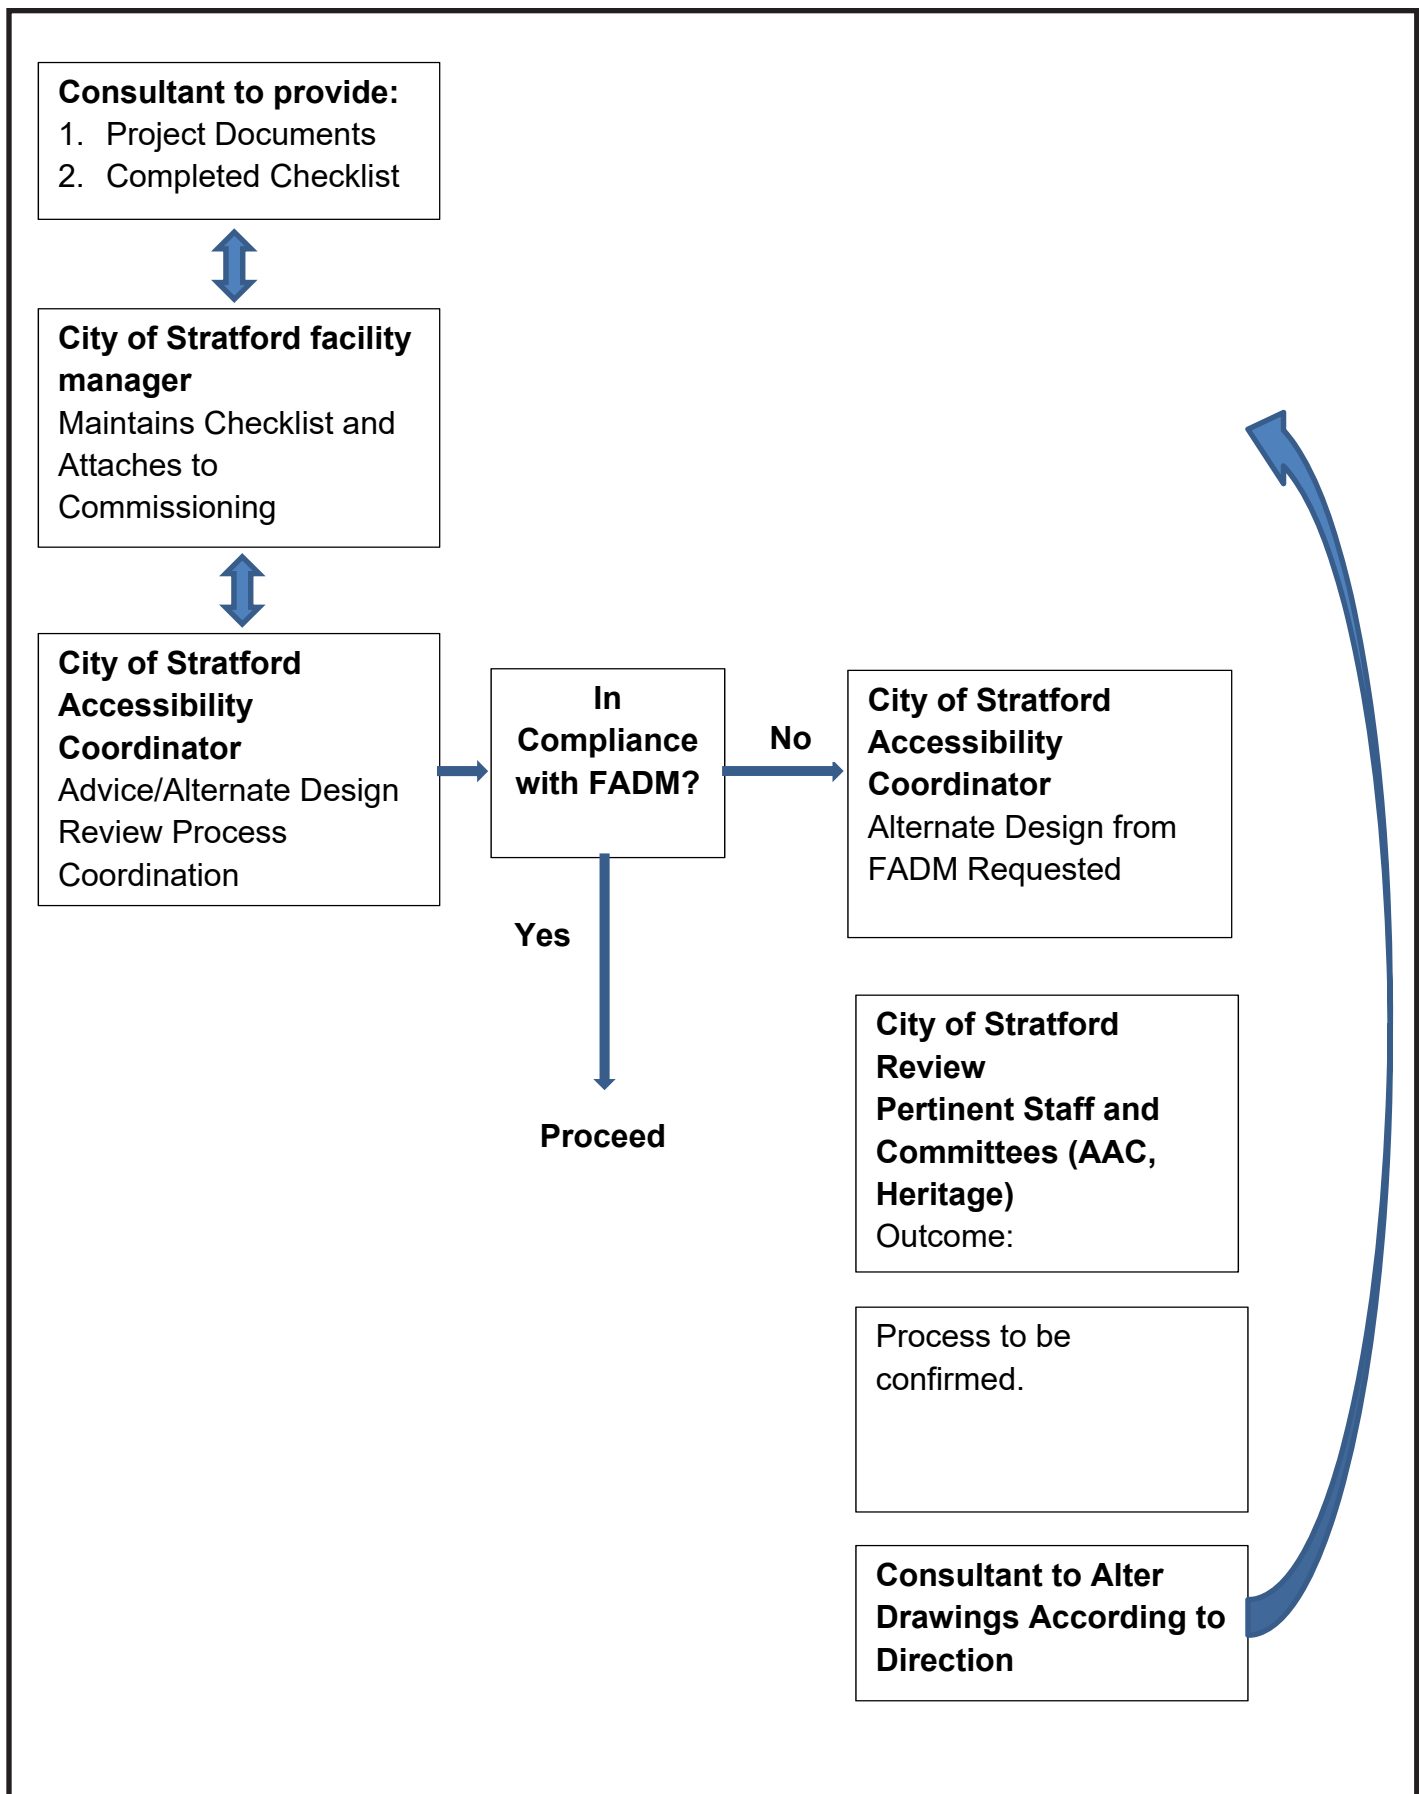 Consultant to provide:
1. Project Documents
2. Completed Checklist
City of Stratford facility
manager
Maintains Checklist and
Attaches to
Commissioning
City of Stratford
Accessibility
Coordinator
Advice/Alternate Design
Review Process
Coordination
In
Compliance
with FADM?
No
City of Stratford
Accessibility
Coordinator
Alternate Design from
FADM Requested
Yes
Proceed
City of Stratford
Review
Pertinent Staff and
Committees (AAC,
Heritage)
Outcome:
Process to be
confirmed.
Consultant to Alter
Drawings According to
Direction